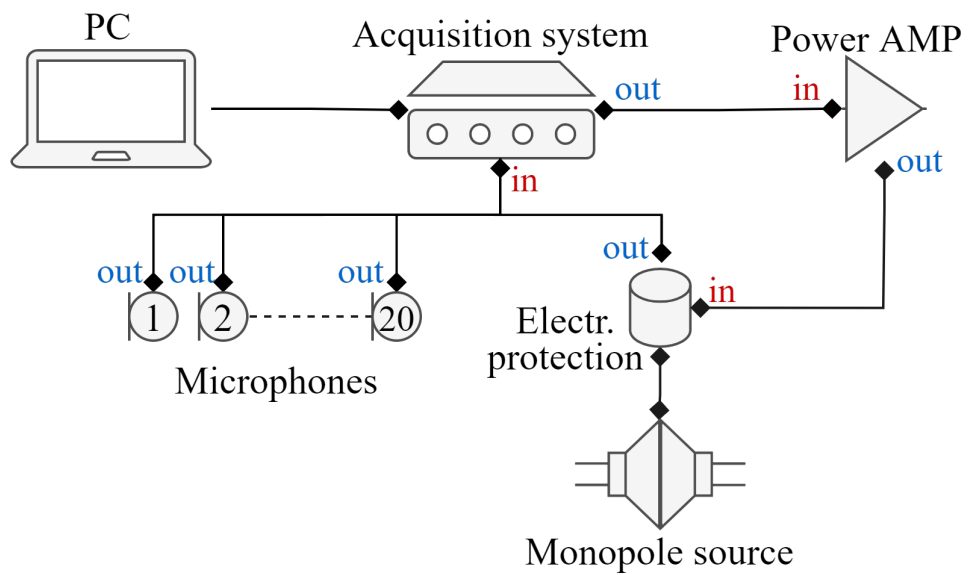 PC
Acquisition system
Power AMP
out
in
out
in
out
out
out
out
in
1
2
20
Electr.
protection
Microphones
Monopole source